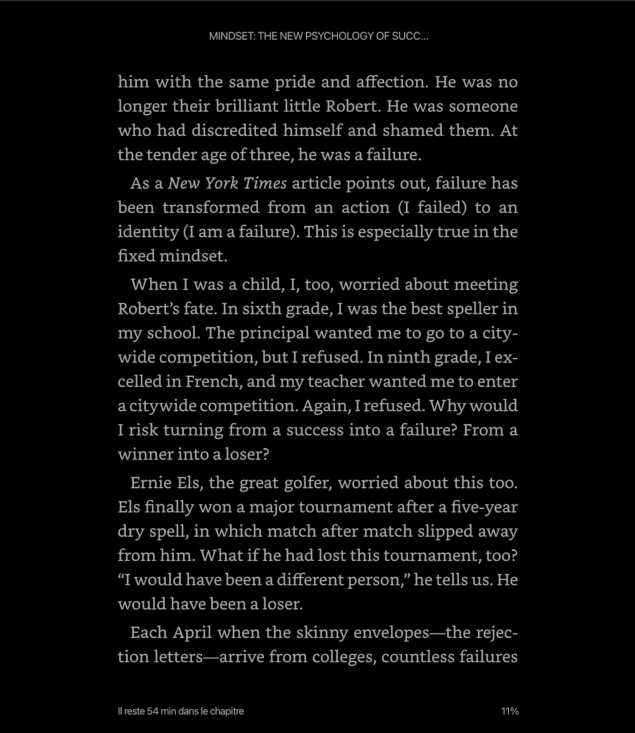 MINDSET: THE NEW PSYCHOLOGY OF SUCC...
him with the same pride and affection. He was no
longer their brilliant little Robert. He was someone
who had discredited himself and shamed them. At
the tender age of three, he was a failure.
As a New York Times article points out, failure has
been transformed from an action (I failed) to an
identity (I am a failure). This is especially true in the
fixed mindset.
When I was a child, I, too, worried about meeting
Robert’s fate. In sixth grade, I was the best speller in
my school. The principal wanted me to go to a city-
wide competition, but I refused. In ninth grade, I ex-
celled in French, and my teacher wanted me to enter
a citywide competition. Again, I refused. Why would
I risk turning from a success into a failure? From a
winner into a loser?
Ernie Els, the great golfer, worried about this too.
Els finally won a major tournament after a five-year
dry spell, in which match after match slipped away
from him. What if he had lost this tournament, too?
“I would have been a different person,” he tells us. He
would have been a loser.
Each April when the skinny envelopes—the rejec-
tion letters—arrive from colleges, countless failures
Il reste 54 min dans le chapitre
11%